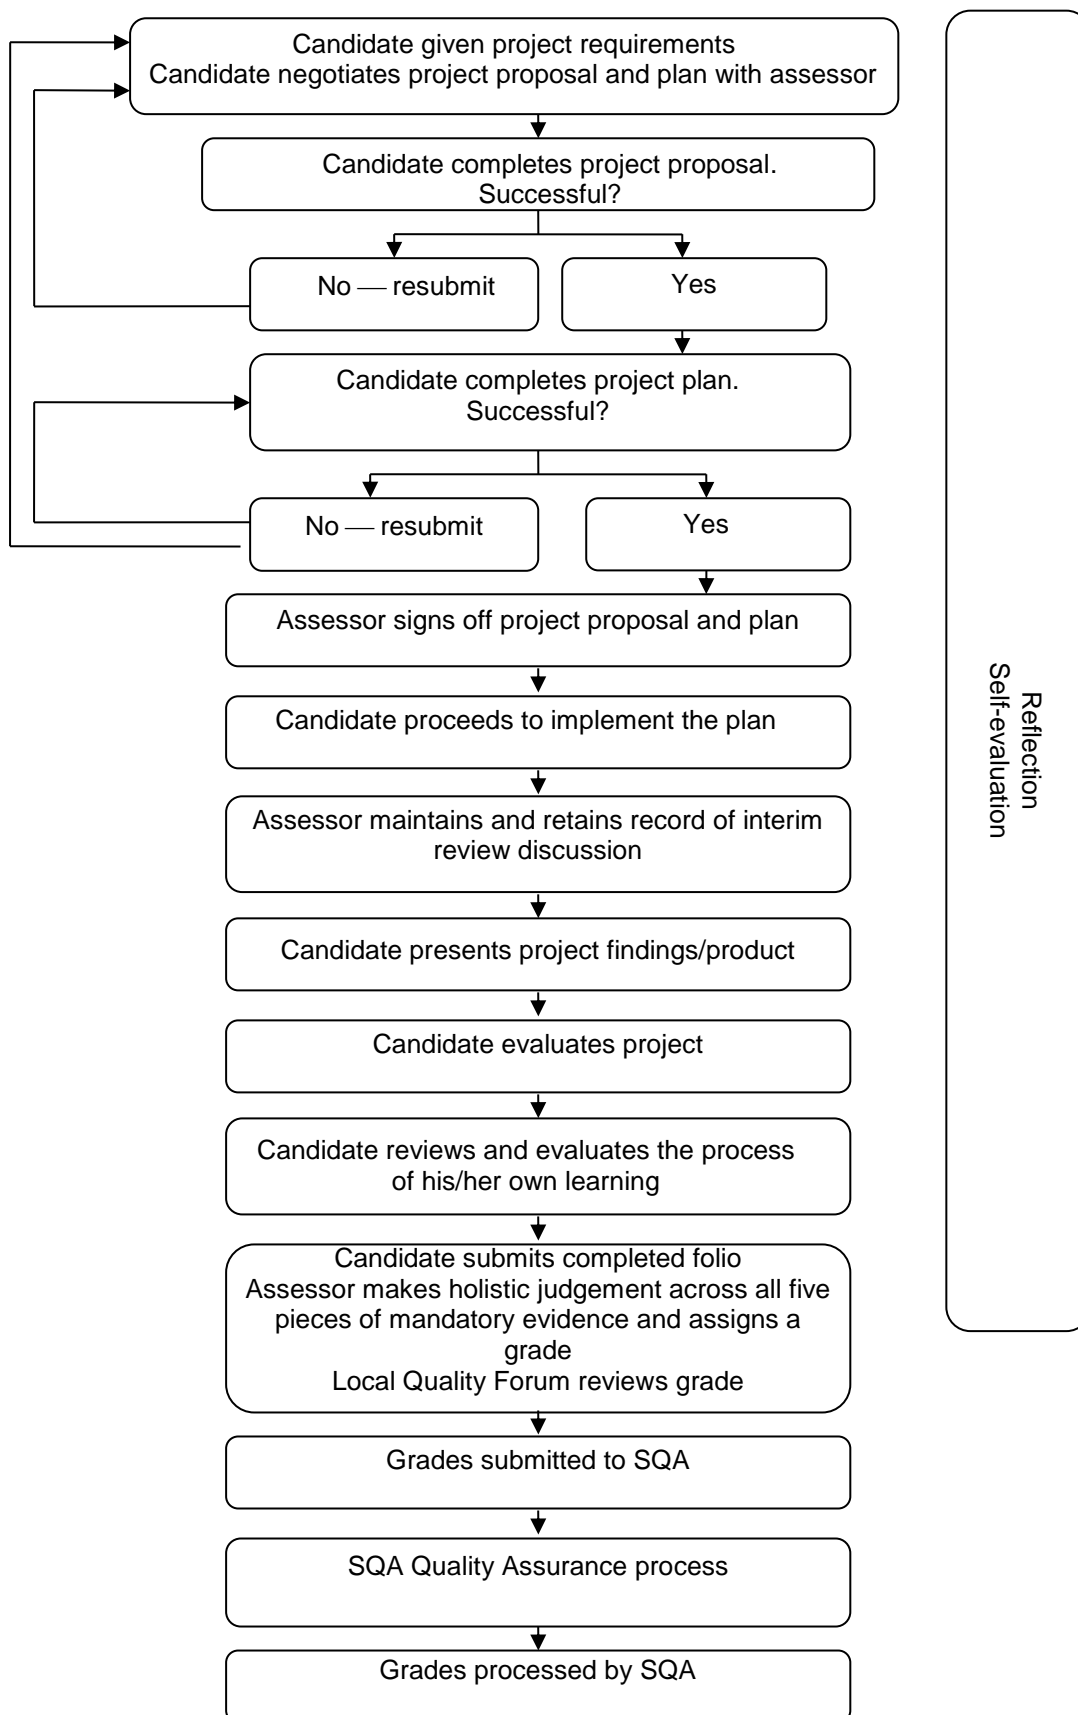 Candidate given project requirements
Candidate negotiates project proposal and plan with assessor
Candidate completes project proposal.
Successful?
No — resubmit
Yes
Candidate completes project plan.
Successful?
No — resubmit
Yes
Assessor signs off project proposal and plan
Candidate proceeds to implement the plan
Assessor maintains and retains record of interim
review discussion
Candidate presents project findings/product
Candidate evaluates project
Candidate reviews and evaluates the process
of his/her own learning
Candidate submits completed folio
Assessor makes holistic judgement across all five
pieces of mandatory evidence and assigns a
grade
Local Quality Forum reviews grade
Grades submitted to SQA
SQA Quality Assurance process
Grades processed by SQA
Reflection
Self-evaluation